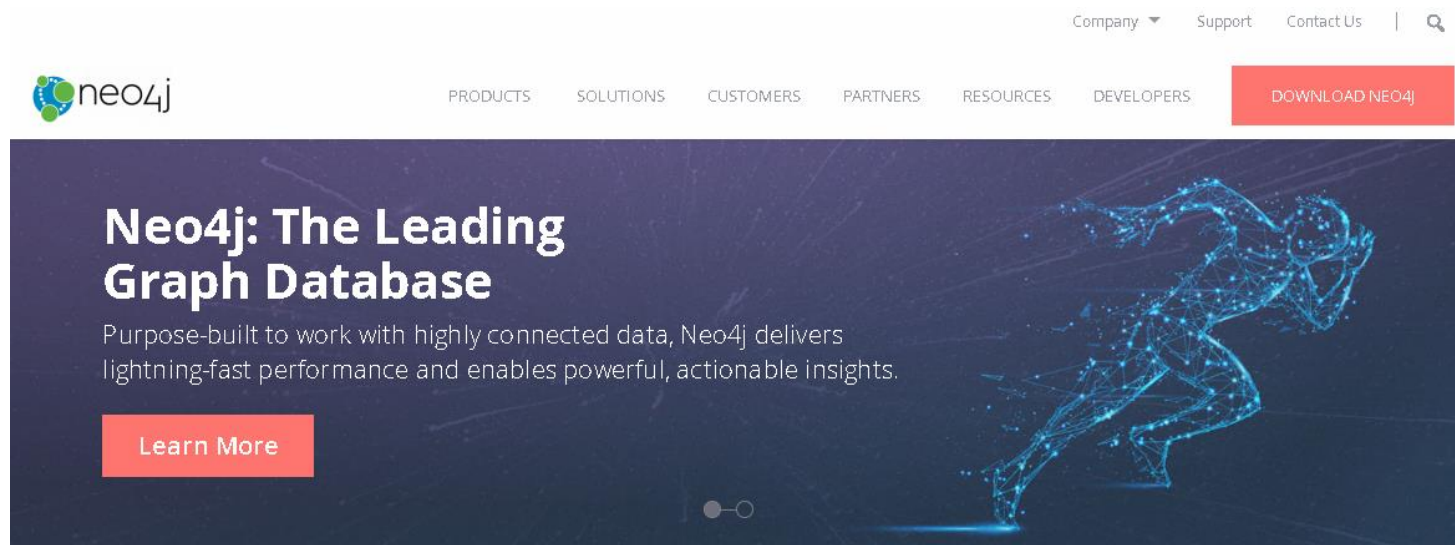 Company Support Contact Us
neo4j
PRODUCTS SOLUTIONS CUSTOMERS PARTNERS RESOURCES DEVELOPERS DOWNLOAD NEO4J
Neo4j: The Leading
Graph Database
Purpose-built to work with highly connected data, Neo4j delivers
lightning-fast performance and enables powerful, actionable insights.
Learn More